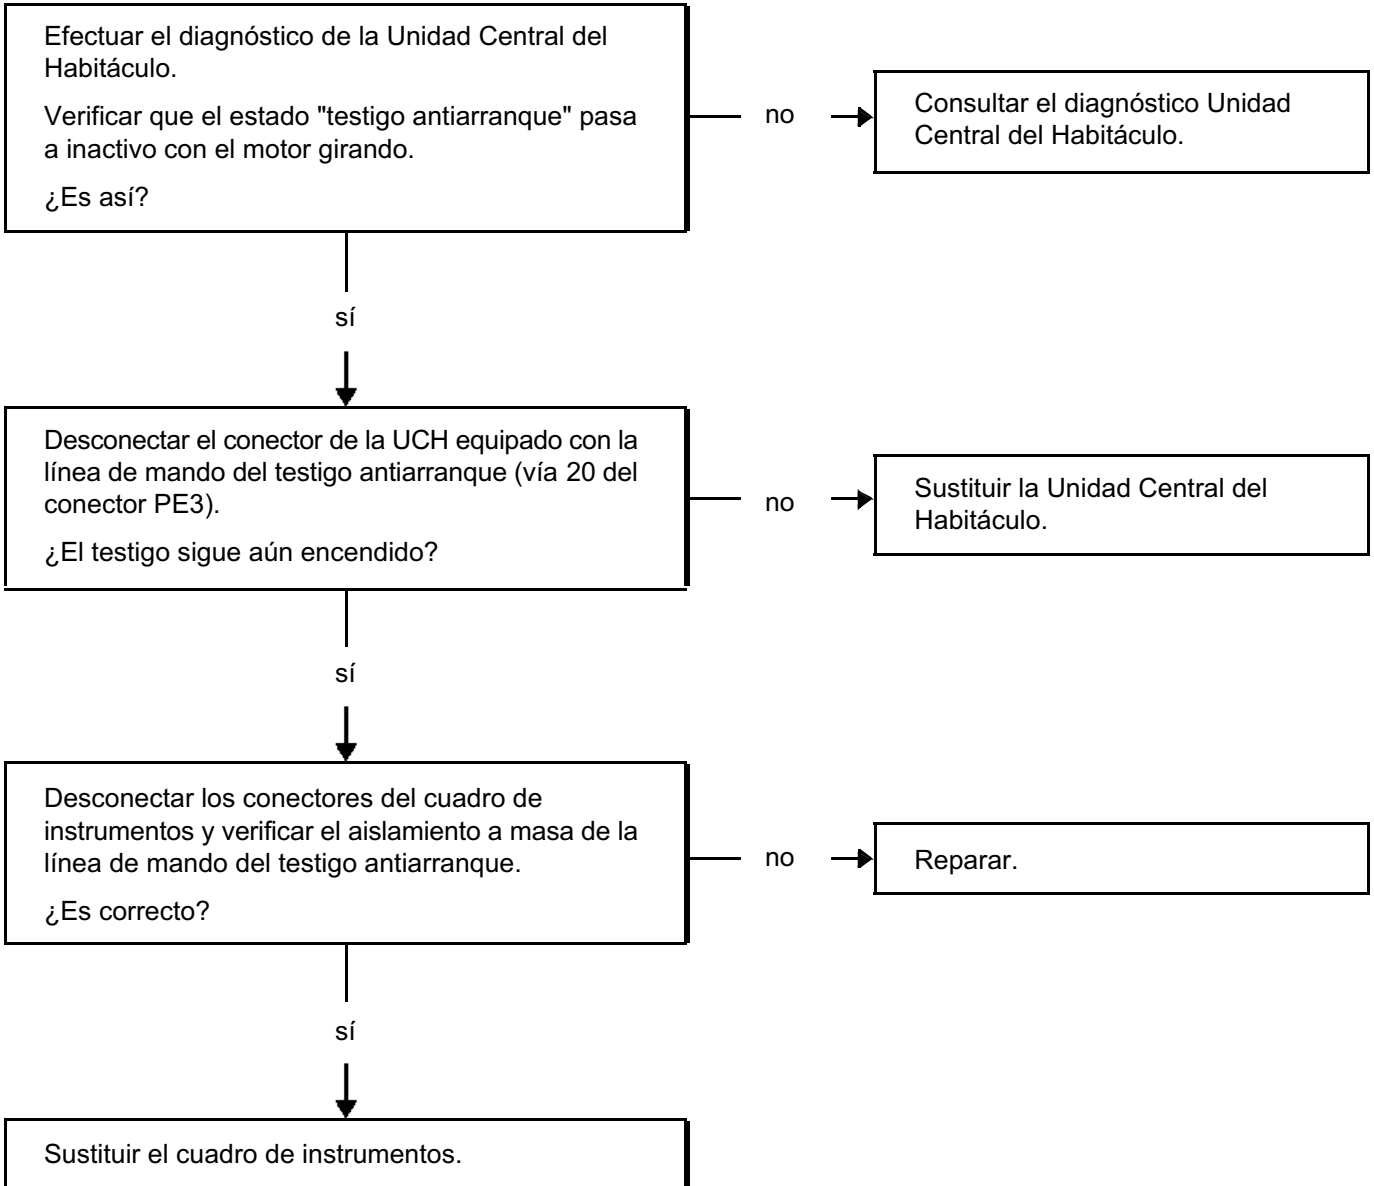 Efectuar el diagnóstico de la Unidad Central del
Habitáculo.
Verificar que el estado "testigo antiarranque" pasa
a inactivo con el motor girando.
¿Es así?
no
Consultar el diagnóstico Unidad
Central del Habitáculo.
sí
Desconectar el conector de la UCH equipado con la
línea de mando del testigo antiarranque (vía 20 del
conector PE3).
¿El testigo sigue aún encendido?
no
Sustituir la Unidad Central del
Habitáculo.
sí
Desconectar los conectores del cuadro de
instrumentos y verificar el aislamiento a masa de la
línea de mando del testigo antiarranque.
¿Es correcto?
no
Reparar.
sí
Sustituir el cuadro de instrumentos.